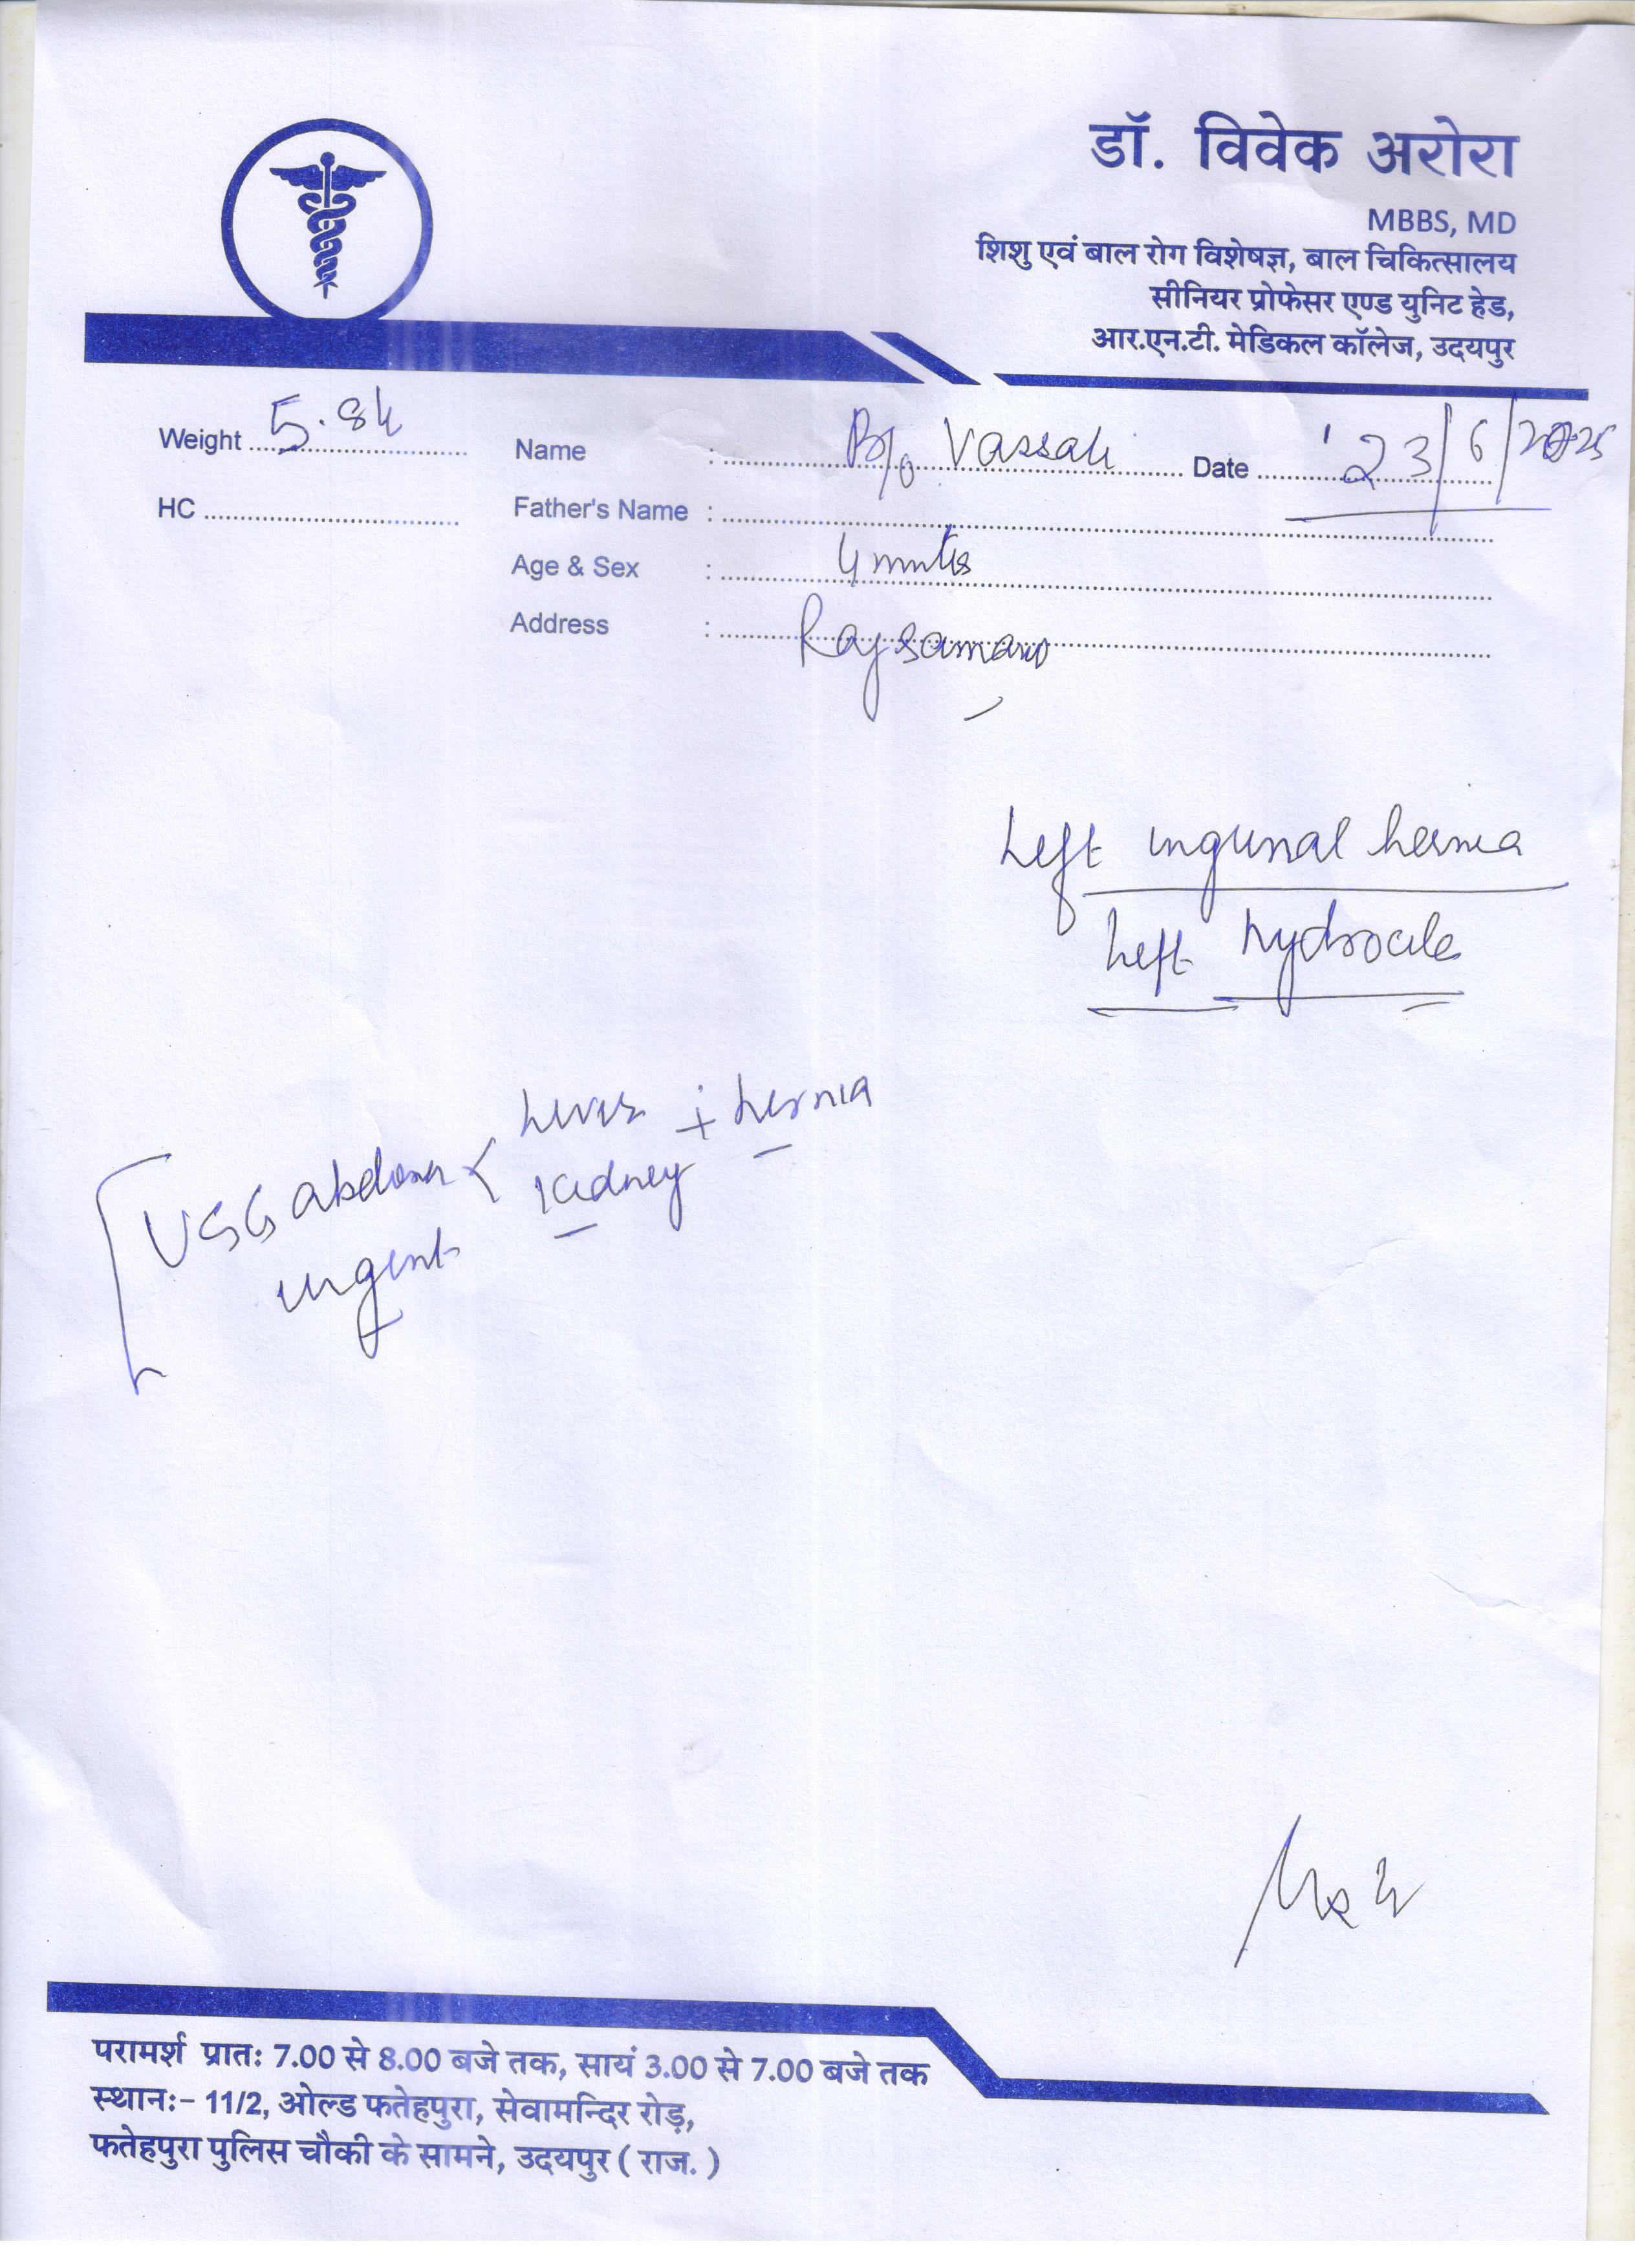 डॉ. विवेक अरोरा
MBBS, MD
शिशु एवं बाल रोग विशेषज्ञ, बाल चिकित्सालय
सीनियर प्रोफेसर एण्ड युनिट हेड,
आर.एन.टी. मेडिकल कॉलेज, उदयपुर
Weight 5.8k Name : B/o Date 23/6/2025
HC Father's Name :
Age & Sex : 4 months
Address : Rajsamand
Left inguinal hernia
Left hydrocele
Liver + hernia
USG abdomen < Kidney
urgent
परामर्श प्रातः 7.00 से 8.00 बजे तक, सायं 3.00 से 7.00 बजे तक
स्थानः- 11/2, ओल्ड फतेहपुरा, सेवामन्दिर रोड़,
फतेहपुरा पुलिस चौकी के सामने, उदयपुर ( राज. )